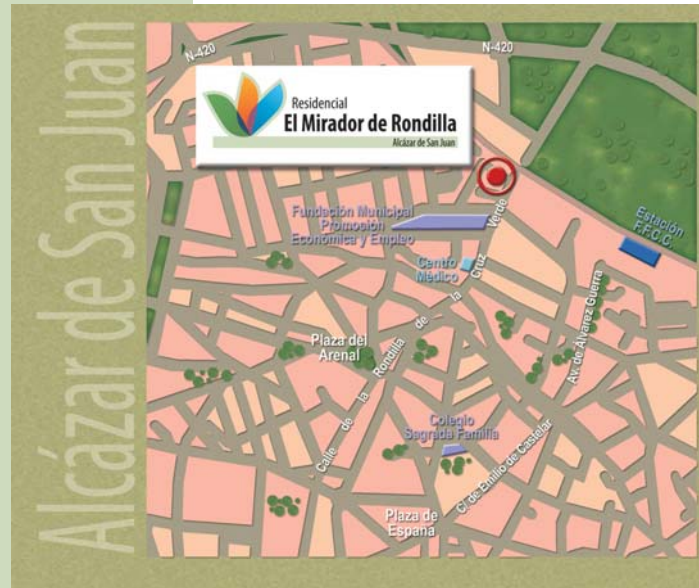 Alcázar de San Juan
N-420
N-420
Residencial
El Mirador de Rondilla
Alcázar de San Juan
Fundación Municipal
Promoción
Económica y Empleo
Estación
F.F.C.C.
Centro
Médico
Calle de la Rondilla de la Cruz Verde
Av. de Álvarez Guerra
Plaza del
Arenal
Colegio
Sagrada Familia
C/ de Emilio de Castelar
Plaza de
España